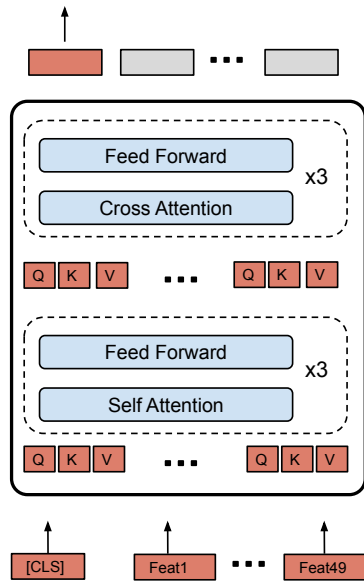 Feed Forward
x3
Cross Attention
Q K V ... Q K V
Feed Forward
x3
Self Attention
Q K V ... Q K V
[CLS] Feat1 ... Feat49